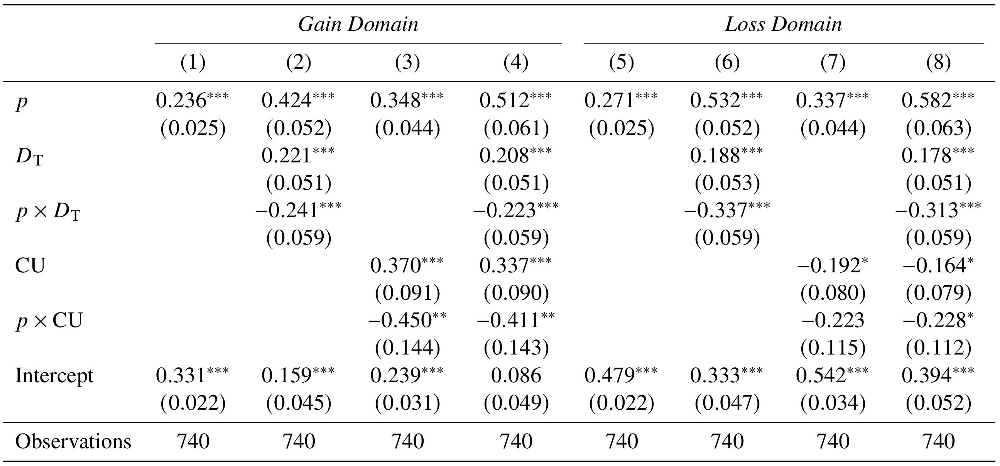 Gain Domain Loss Domain
(1) (2) (3) (4) (5) (6) (7) (8)
p 0.236*** 0.424*** 0.348*** 0.512*** 0.271*** 0.532*** 0.337*** 0.582***
(0.025) (0.052) (0.044) (0.061) (0.025) (0.052) (0.044) (0.063)
D_T 0.221*** 0.208*** 0.188*** 0.178***
(0.051) (0.051) (0.053) (0.051)
p × D_T −0.241*** −0.223*** −0.337*** −0.313***
(0.059) (0.059) (0.059) (0.059)
CU 0.370*** 0.337*** −0.192* −0.164*
(0.091) (0.090) (0.080) (0.079)
p × CU −0.450** −0.411** −0.223 −0.228*
(0.144) (0.143) (0.115) (0.112)
Intercept 0.331*** 0.159*** 0.239*** 0.086 0.479*** 0.333*** 0.542*** 0.394***
(0.022) (0.045) (0.031) (0.049) (0.022) (0.047) (0.034) (0.052)
Observations 740 740 740 740 740 740 740 740